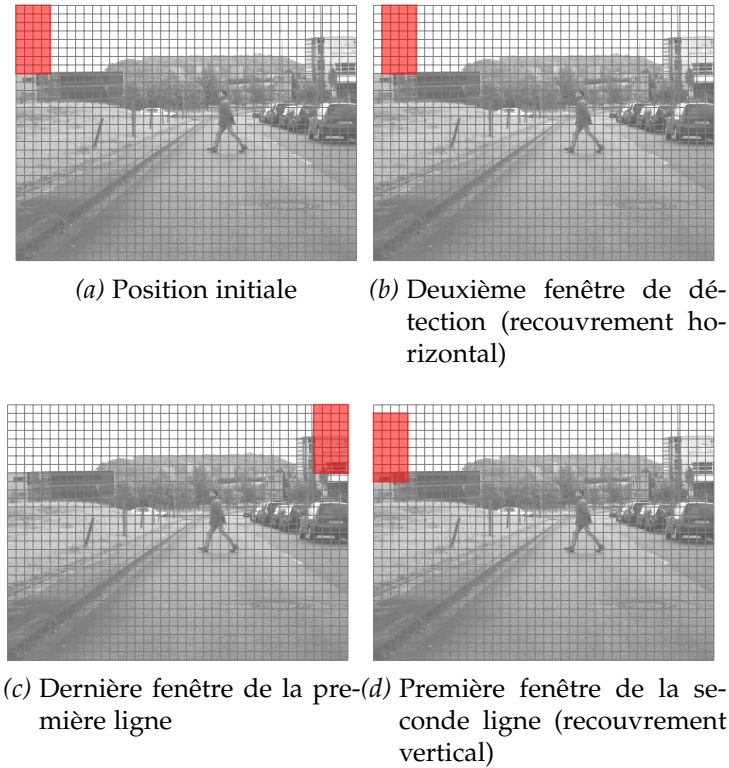 (a) Position initiale
(b) Deuxième fenêtre de dé-
tection (recouvrement ho-
rizontal)
(c) Dernière fenêtre de la pre-
mière ligne
(d) Première fenêtre de la se-
conde ligne (recouvrement
vertical)